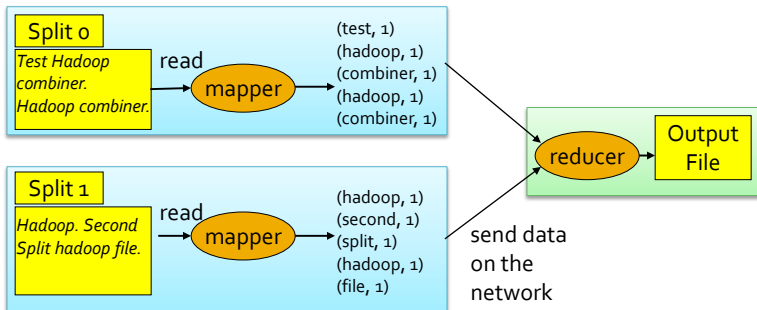 Split 0
Test Hadoop
combiner.
Hadoop combiner.
read
mapper
(test, 1)
(hadoop, 1)
(combiner, 1)
(hadoop, 1)
(combiner, 1)
Split 1
Hadoop. Second
Split hadoop file.
read
mapper
(hadoop, 1)
(second, 1)
(split, 1)
(hadoop, 1)
(file, 1)
send data
on the
network
reducer
Output
File